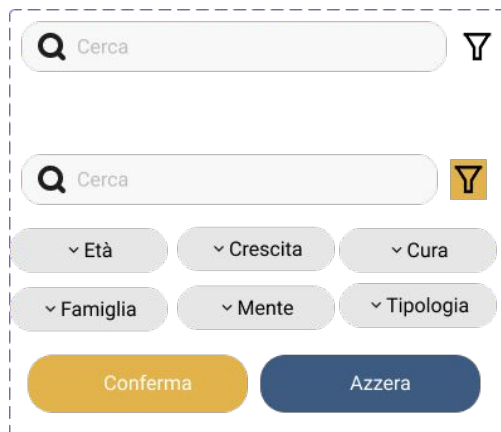 Cerca
Cerca
Età Crescita Cura
Famiglia Mente Tipologia
Conferma Azzera